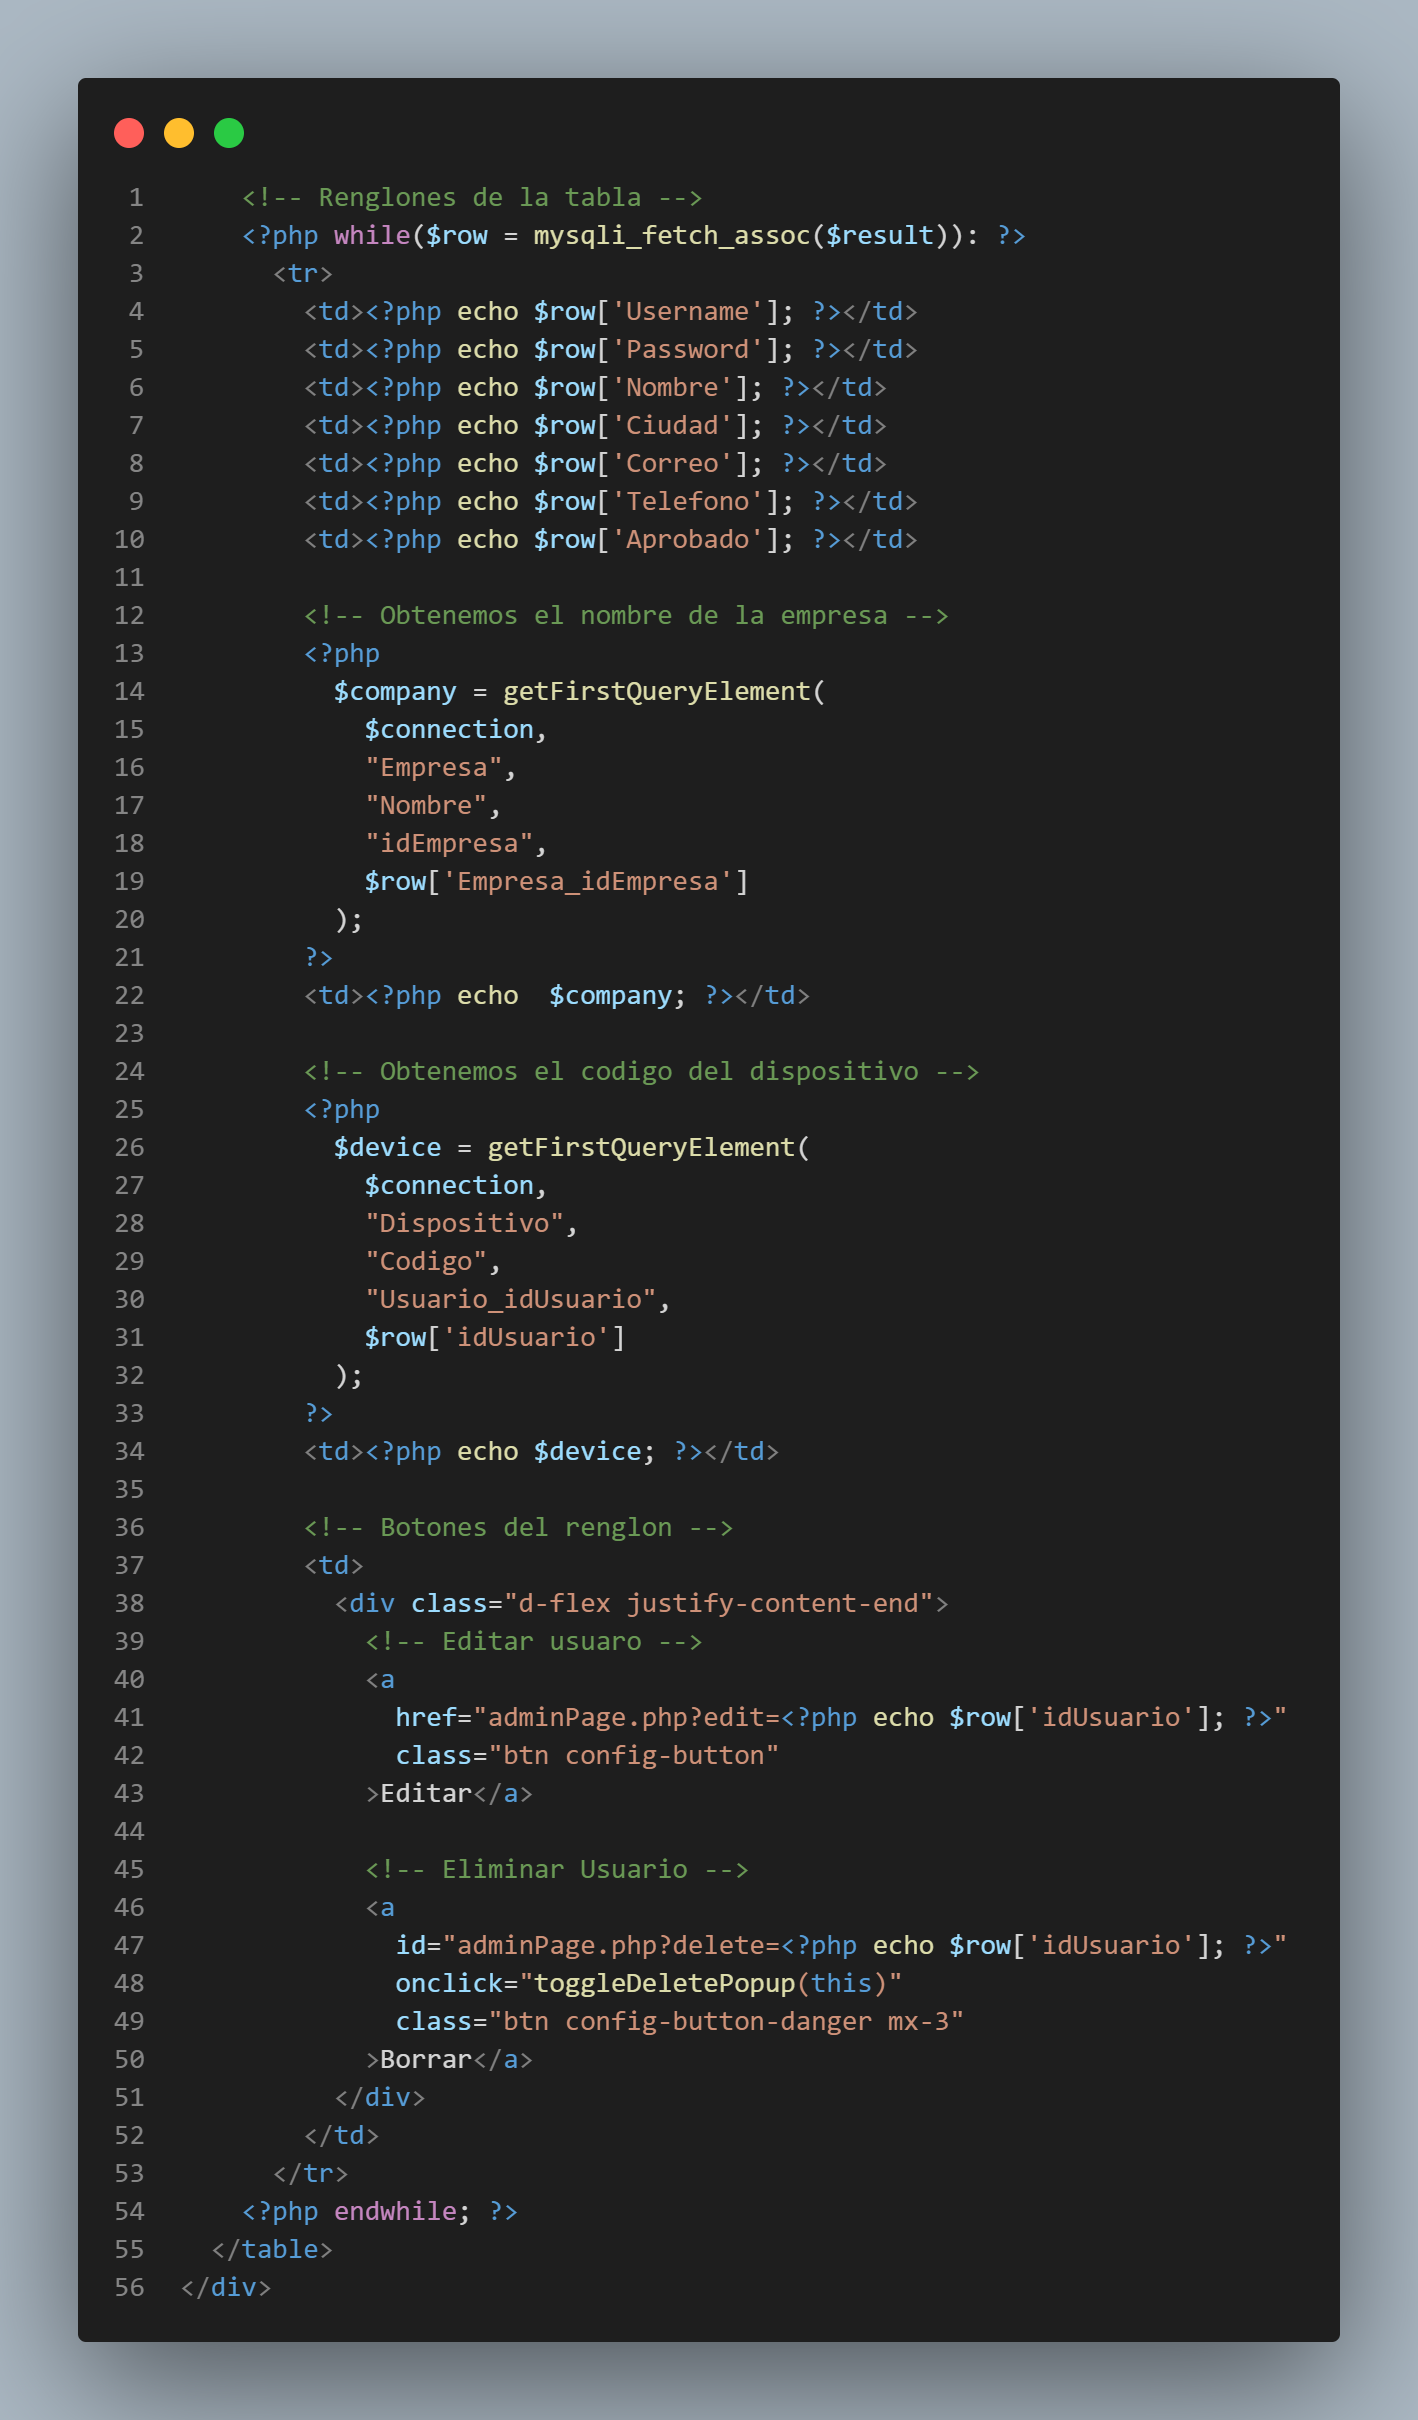 1 <!-- Renglones de la tabla -->
2 <?php while($row = mysqli_fetch_assoc($result)): ?>
3 <tr>
4 <td><?php echo $row['Username']; ?></td>
5 <td><?php echo $row['Password']; ?></td>
6 <td><?php echo $row['Nombre']; ?></td>
7 <td><?php echo $row['Ciudad']; ?></td>
8 <td><?php echo $row['Correo']; ?></td>
9 <td><?php echo $row['Telefono']; ?></td>
10 <td><?php echo $row['Aprobado']; ?></td>
11
12 <!-- Obtenemos el nombre de la empresa -->
13 <?php
14 $company = getFirstQueryElement(
15 $connection,
16 "Empresa",
17 "Nombre",
18 "idEmpresa",
19 $row['Empresa_idEmpresa']
20 );
21 ?>
22 <td><?php echo  $company; ?></td>
23
24 <!-- Obtenemos el codigo del dispositivo -->
25 <?php
26 $device = getFirstQueryElement(
27 $connection,
28 "Dispositivo",
29 "Codigo",
30 "Usuario_idUsuario",
31 $row['idUsuario']
32 );
33 ?>
34 <td><?php echo $device; ?></td>
35
36 <!-- Botones del renglon -->
37 <td>
38 <div class="d-flex justify-content-end">
39 <!-- Editar usuaro -->
40 <a
41 href="adminPage.php?edit=<?php echo $row['idUsuario']; ?>"
42 class="btn config-button"
43 >Editar</a>
44
45 <!-- Eliminar Usuario -->
46 <a
47 id="adminPage.php?delete=<?php echo $row['idUsuario']; ?>"
48 onclick="toggleDeletePopup(this)"
49 class="btn config-button-danger mx-3"
50 >Borrar</a>
51 </div>
52 </td>
53 </tr>
54 <?php endwhile; ?>
55 </table>
56 </div>